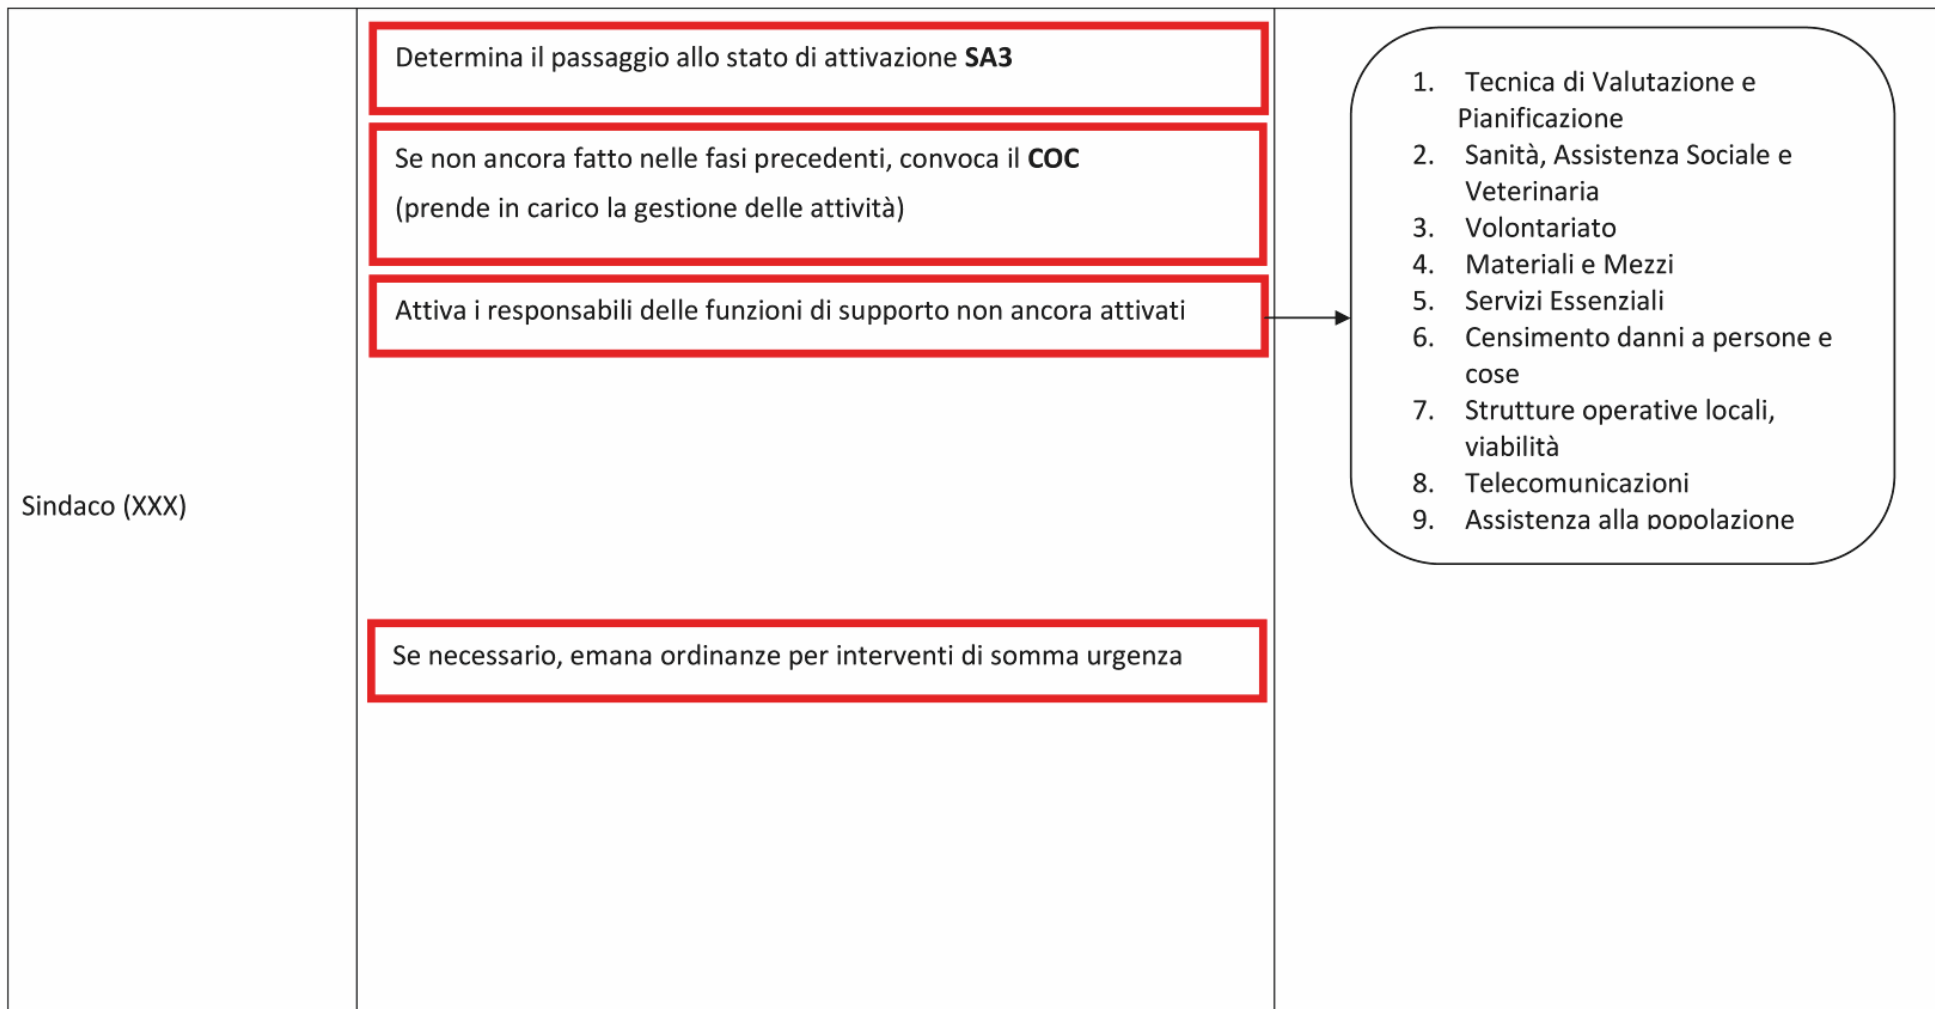 Sindaco (XXX)
Determina il passaggio allo stato di attivazione SA3
Se non ancora fatto nelle fasi precedenti, convoca il COC
(prende in carico la gestione delle attività)
Attiva i responsabili delle funzioni di supporto non ancora attivati
Se necessario, emana ordinanze per interventi di somma urgenza
1. Tecnica di Valutazione e
Pianificazione
2. Sanità, Assistenza Sociale e
Veterinaria
3. Volontariato
4. Materiali e Mezzi
5. Servizi Essenziali
6. Censimento danni a persone e
cose
7. Strutture operative locali,
viabilità
8. Telecomunicazioni
9. Assistenza alla popolazione